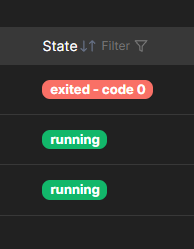 State Filter
exited - code 0
running
running